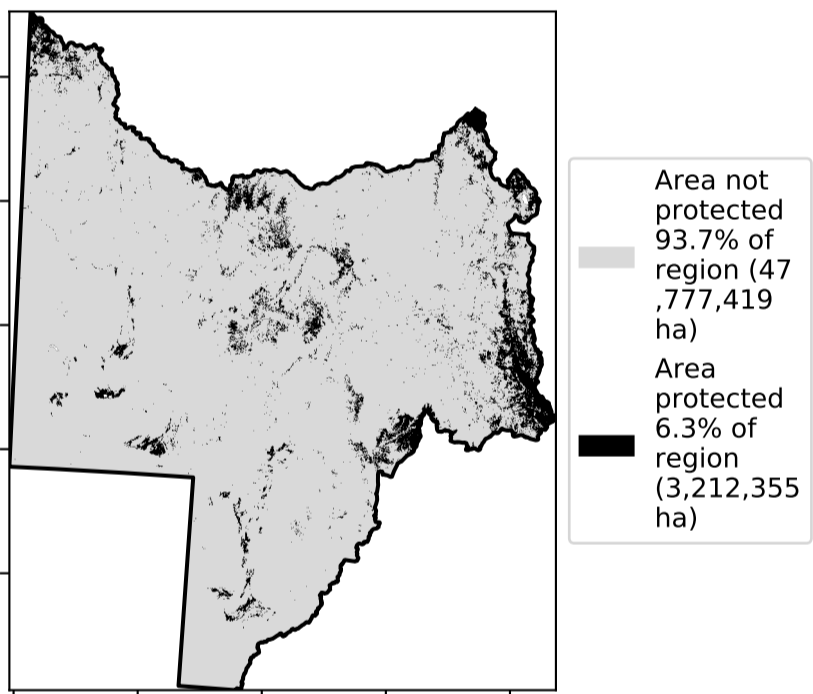 Area not
protected
93.7% of
region (47
,777,419
ha)
Area
protected
6.3% of
region
(3,212,355
ha)